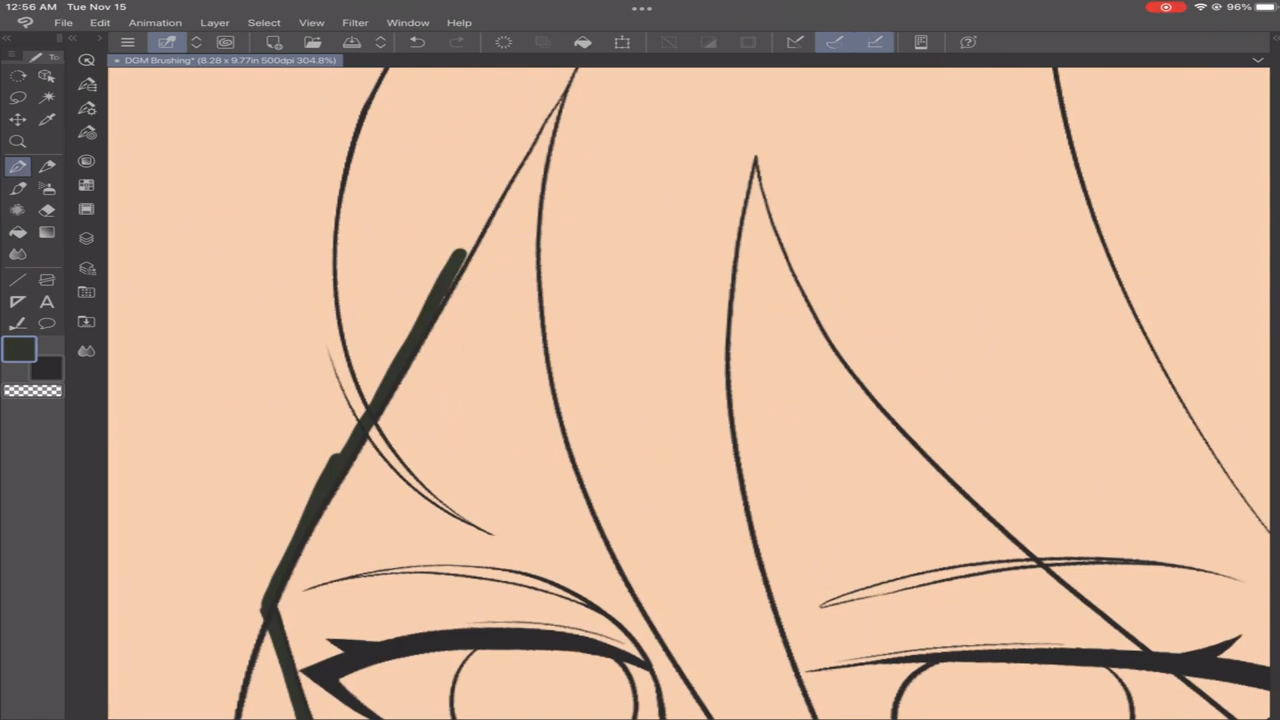 12:56 AM Tue Nov 15 96%
File Edit Animation Layer Select View Filter Window Help
To
DGM Brushing* (8.28 x 9.77in 500dpi 304.8%)
A